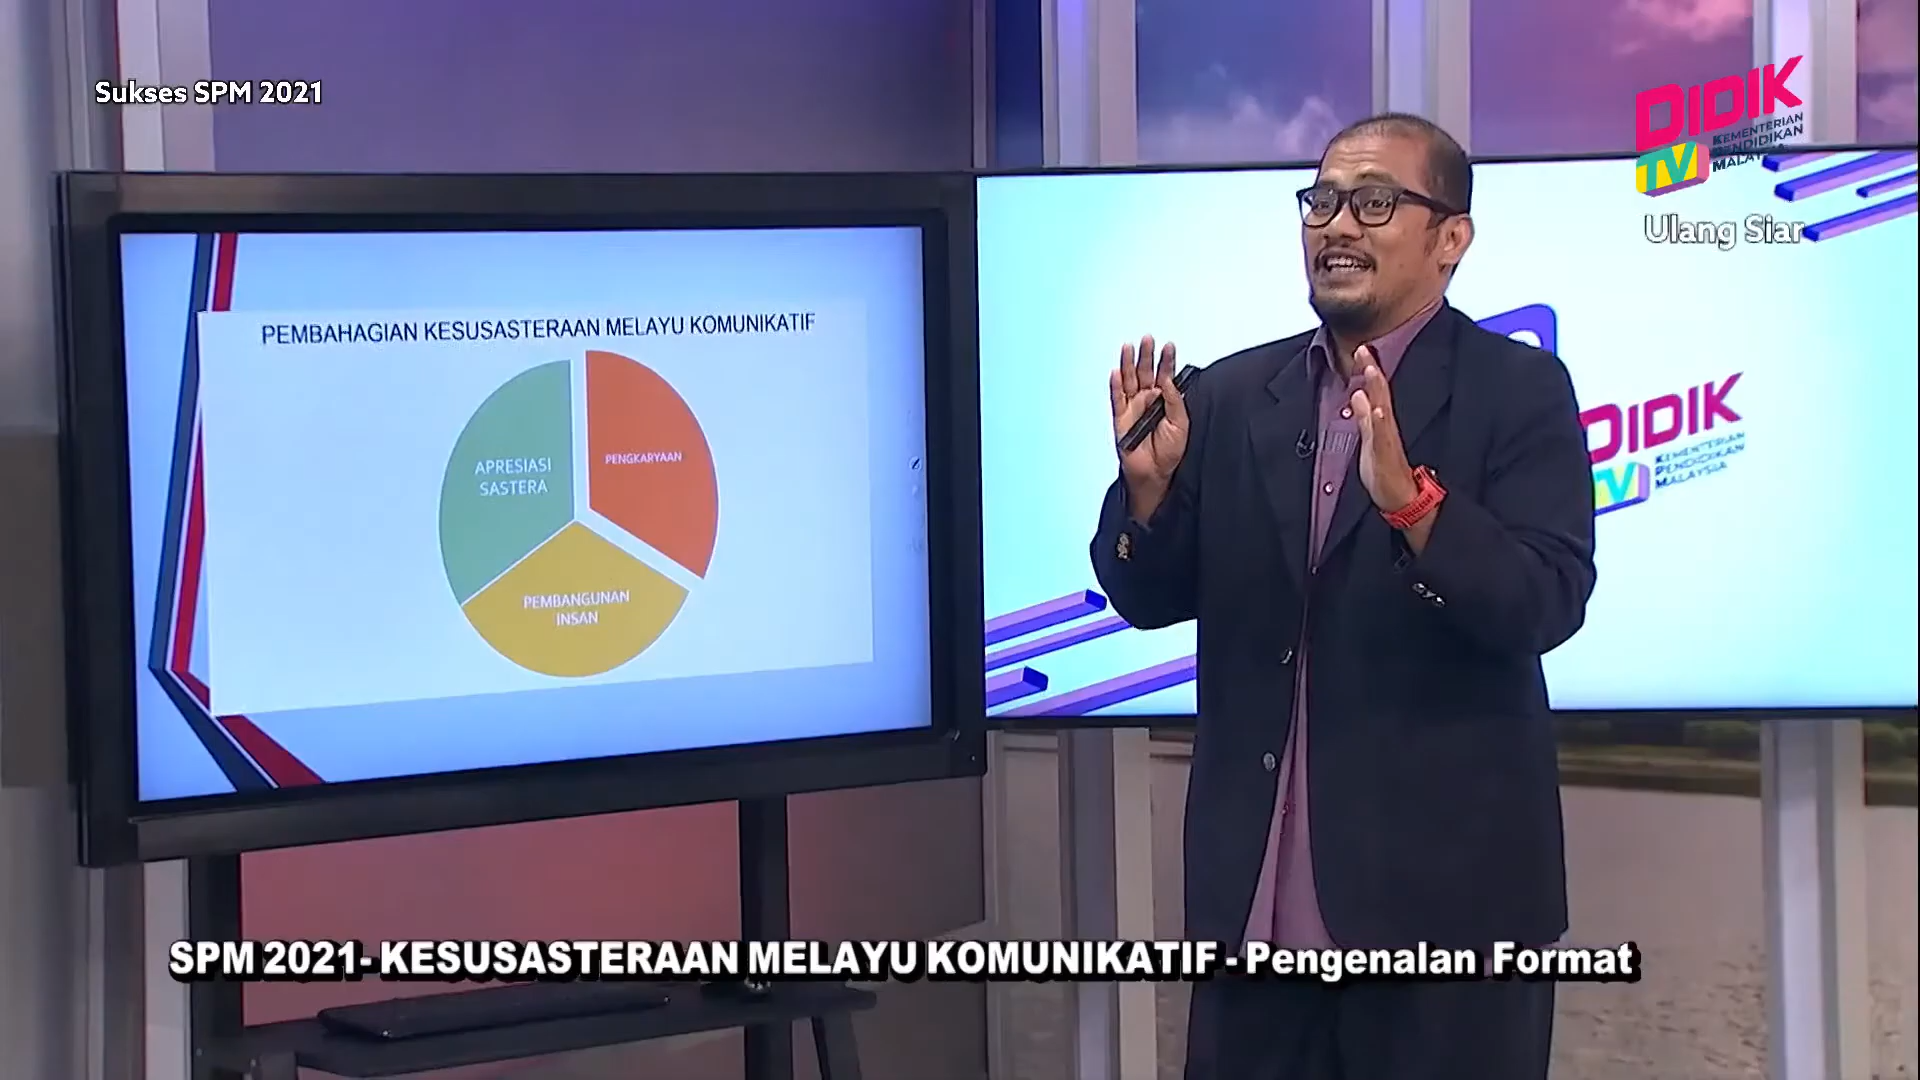 Sukses SPM 2021
DIDIK
TV
KEMENTERIAN
PENDIDIKAN
MALAYSIA
Ulang Siar
PEMBAHAGIAN KESUSASTERAAN MELAYU KOMUNIKATIF
APRESIASI
SASTERA
PENGKARYAAN
PEMBANGUNAN
INSAN
DIDIK
TV
KEMENTERIAN
PENDIDIKAN
MALAYSIA
SPM 2021- KESUSASTERAAN MELAYU KOMUNIKATIF - Pengenalan Format